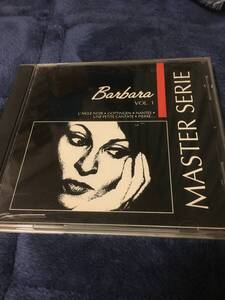 Barbara
VOL. 1
L'AIGLE NOIR • GÖTTINGEN • NANTES •
UNE PETITE CANTATE • PIERRE...
MASTER SERIE